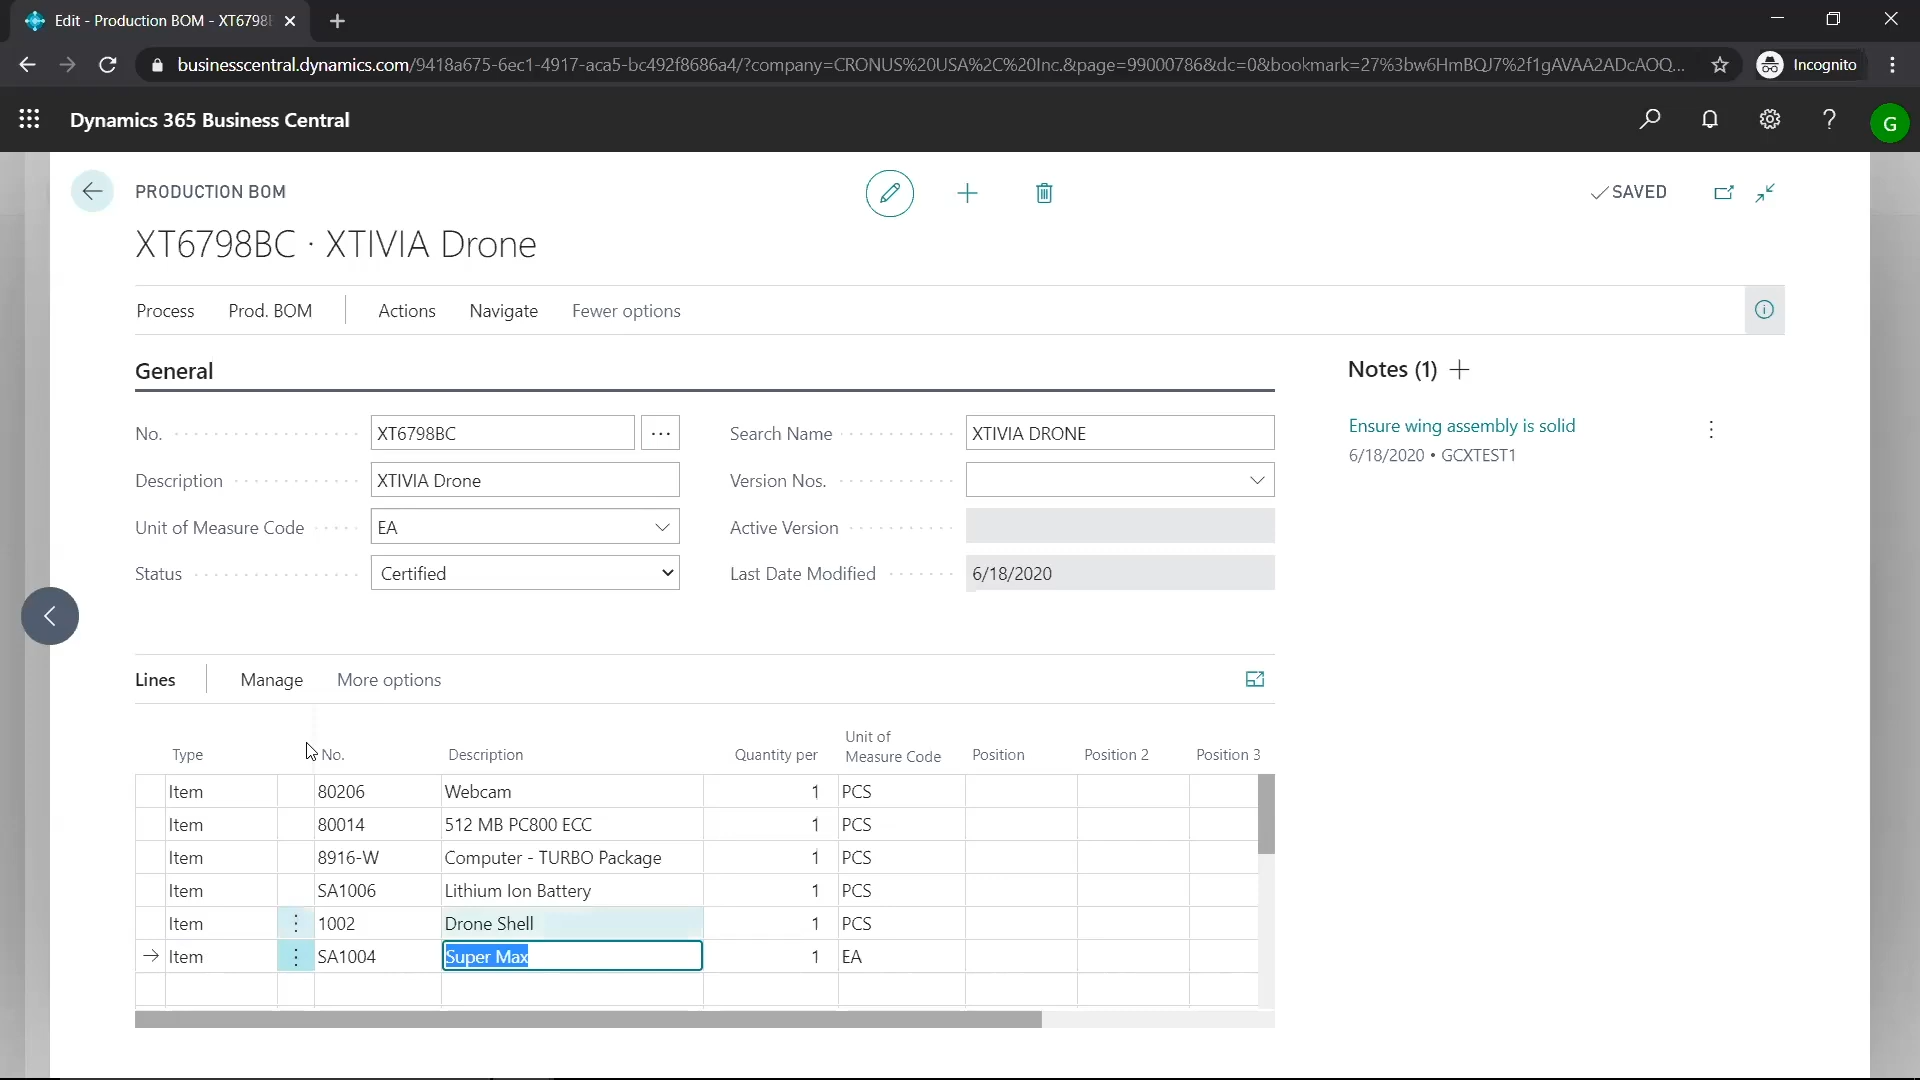 Edit - Production BOM - XT6798B
businesscentral.dynamics.com/9418a675-6ec1-4917-aca5-bc492f8686a4/?company=CRONUS%20USA%2C%20Inc.&page=99000786&dc=0&bookmark=27%3bw6HmBQJ7%2f1gAVAA2ADcAOQ...
Incognito
Dynamics 365 Business Central
G
PRODUCTION BOM
SAVED
XT6798BC · XTIVIA Drone
Process Prod. BOM Actions Navigate Fewer options
General
Notes (1)
No. XT6798BC
Search Name XTIVIA DRONE
Ensure wing assembly is solid
6/18/2020 • GCXTEST1
Description XTIVIA Drone
Version Nos.
Unit of Measure Code EA
Active Version
Status Certified
Last Date Modified 6/18/2020
Lines Manage More options
Type No. Description Quantity per Unit of Measure Code Position Position 2 Position 3
Item 80206 Webcam 1 PCS
Item 80014 512 MB PC800 ECC 1 PCS
Item 8916-W Computer - TURBO Package 1 PCS
Item SA1006 Lithium Ion Battery 1 PCS
Item 1002 Drone Shell 1 PCS
Item SA1004 Super Max 1 EA